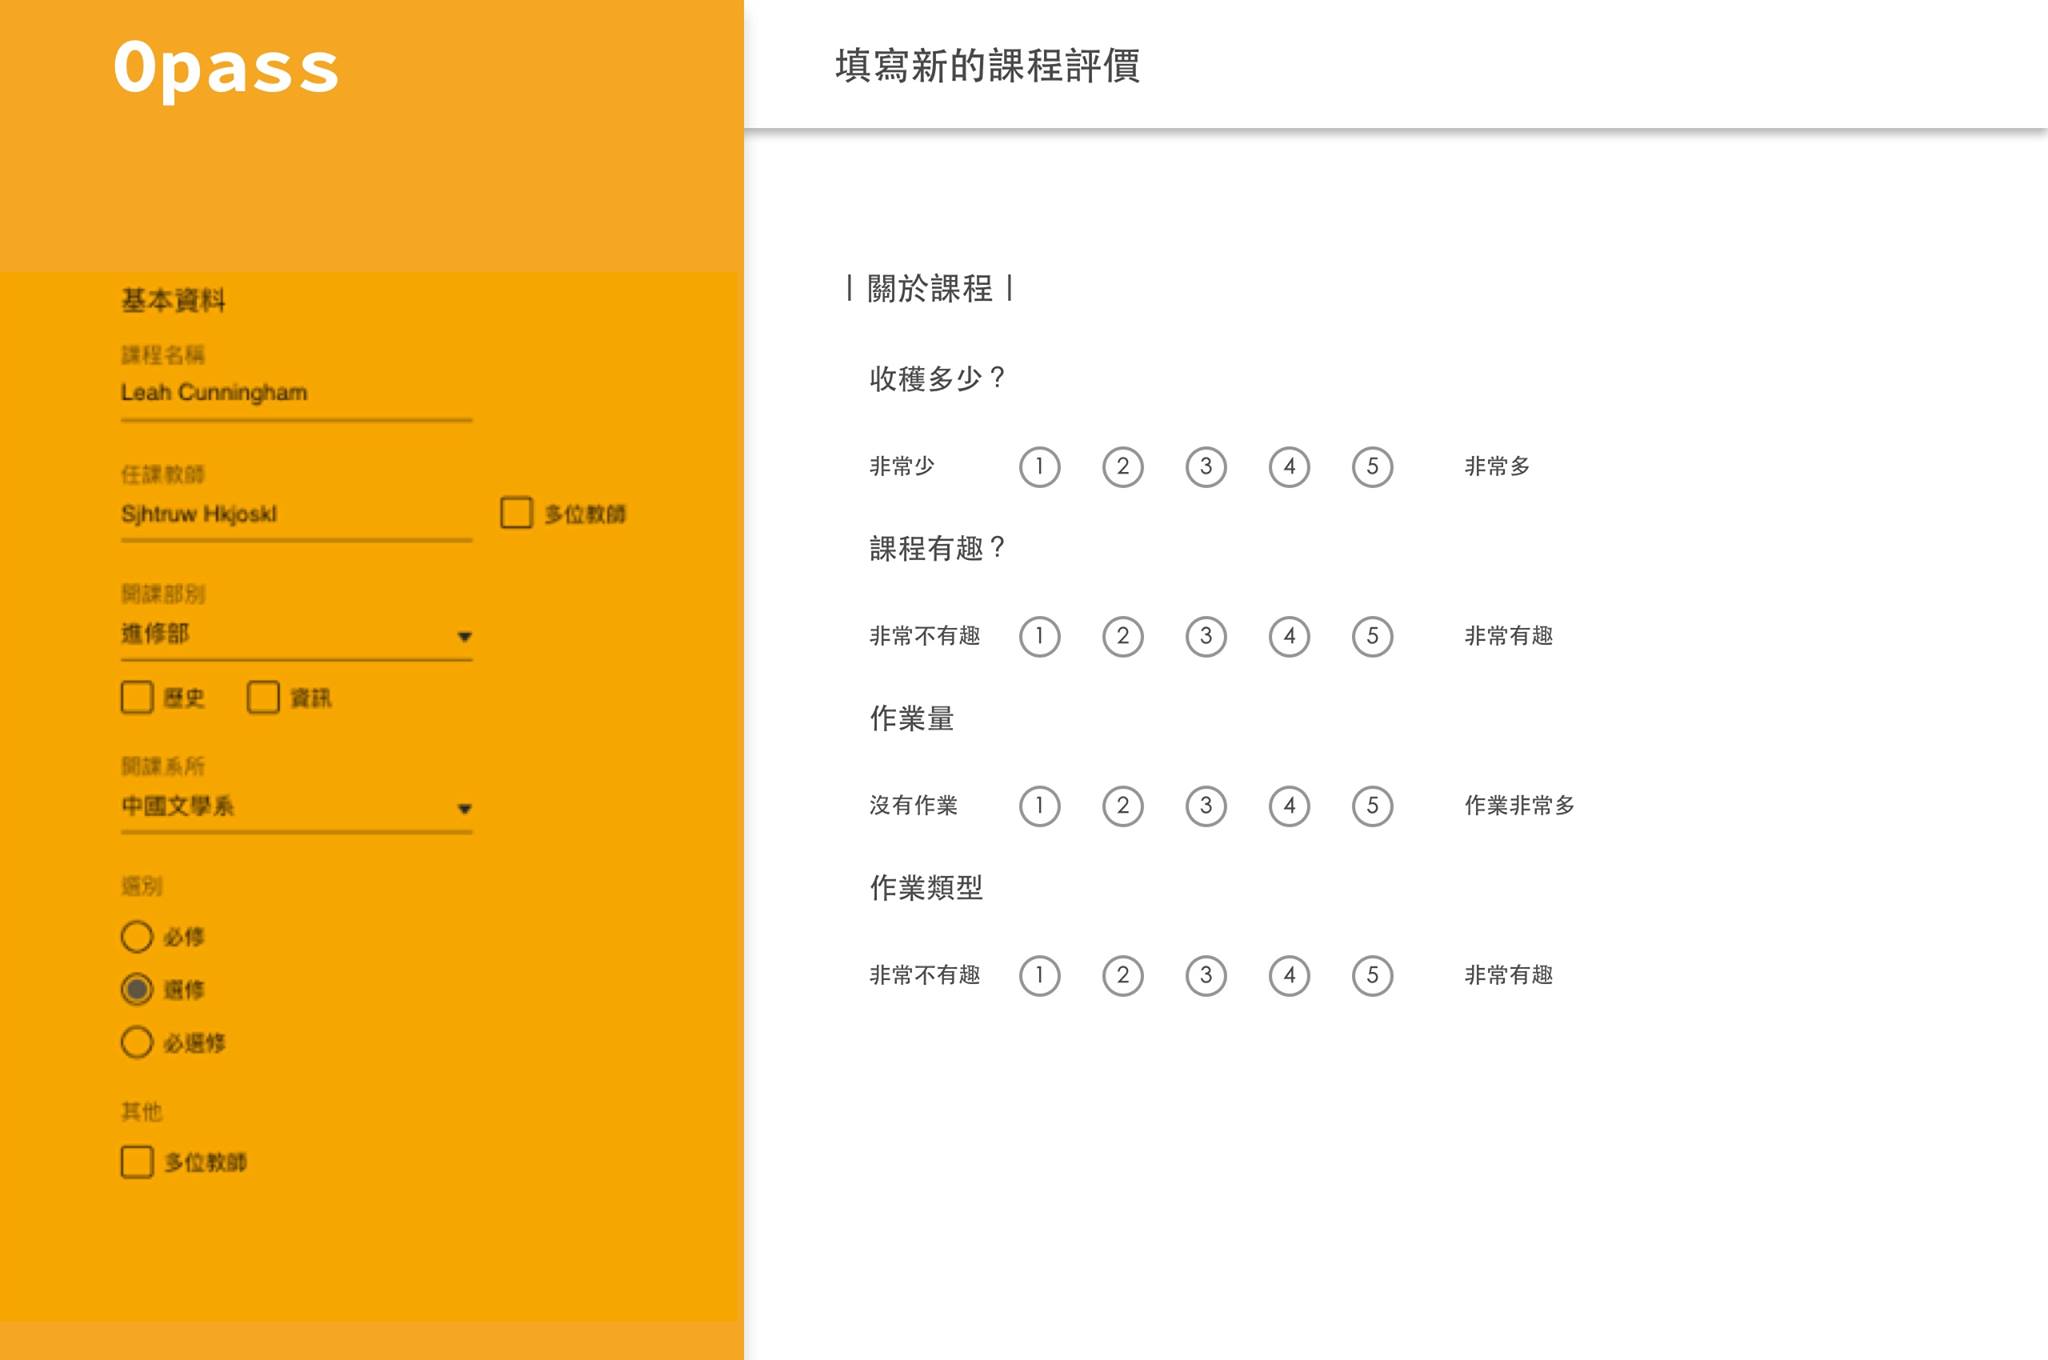 Opass
填寫新的課程評價
基本資料
課程名稱
Leah Cunningham
任課教師
Sjhtruw Hkjoskl
多位教師
開課部別
進修部
歷史 資訊
開課系所
中國文學系
選別
必修
選修
必選修
其他
多位教師
| 關於課程 |
收穫多少？
非常少 1 2 3 4 5 非常多
課程有趣？
非常不有趣 1 2 3 4 5 非常有趣
作業量
沒有作業 1 2 3 4 5 作業非常多
作業類型
非常不有趣 1 2 3 4 5 非常有趣